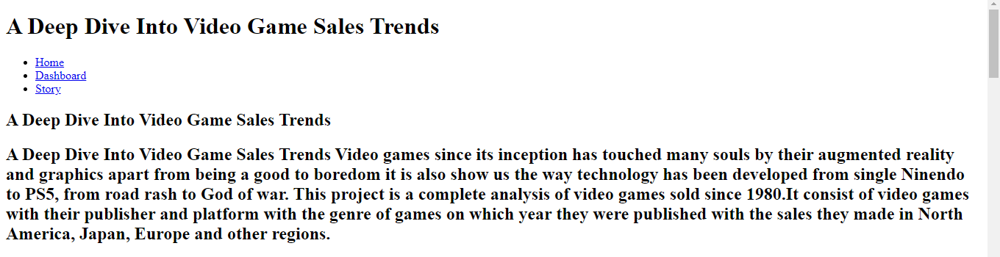 A Deep Dive Into Video Game Sales Trends
Home
Dashboard
Story
A Deep Dive Into Video Game Sales Trends
A Deep Dive Into Video Game Sales Trends Video games since its inception has touched many souls by their augmented reality
and graphics apart from being a good to boredom it is also show us the way technology has been developed from single Ninendo
to PS5, from road rash to God of war. This project is a complete analysis of video games sold since 1980.It consist of video games
with their publisher and platform with the genre of games on which year they were published with the sales they made in North
America, Japan, Europe and other regions.